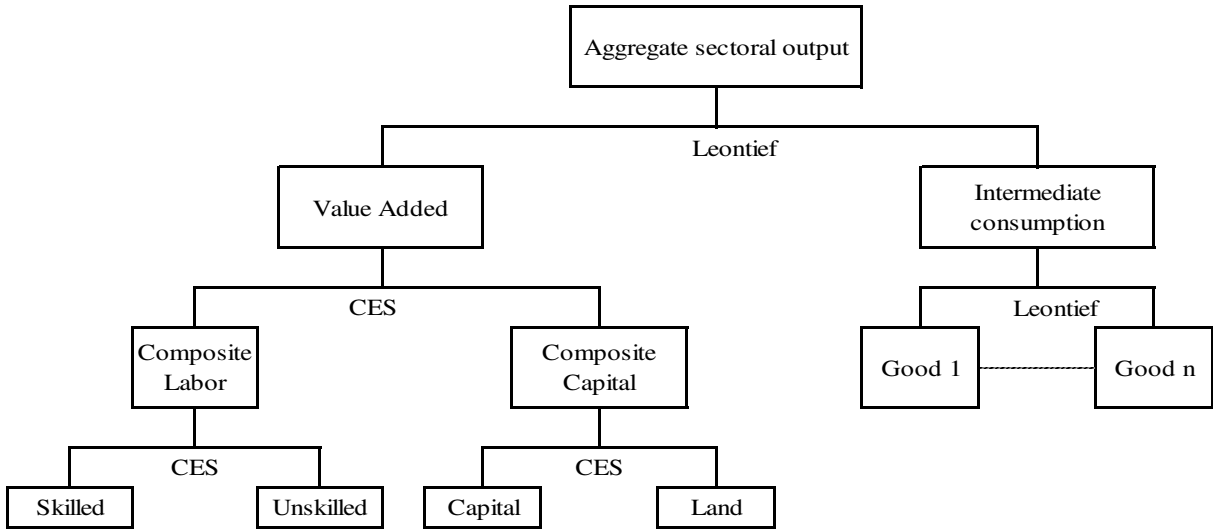 Aggregate sectoral output
Leontief
Value Added
Intermediate
consumption
CES
Leontief
Composite
Labor
Composite
Capital
Good 1
Good n
CES
CES
Skilled
Unskilled
Capital
Land